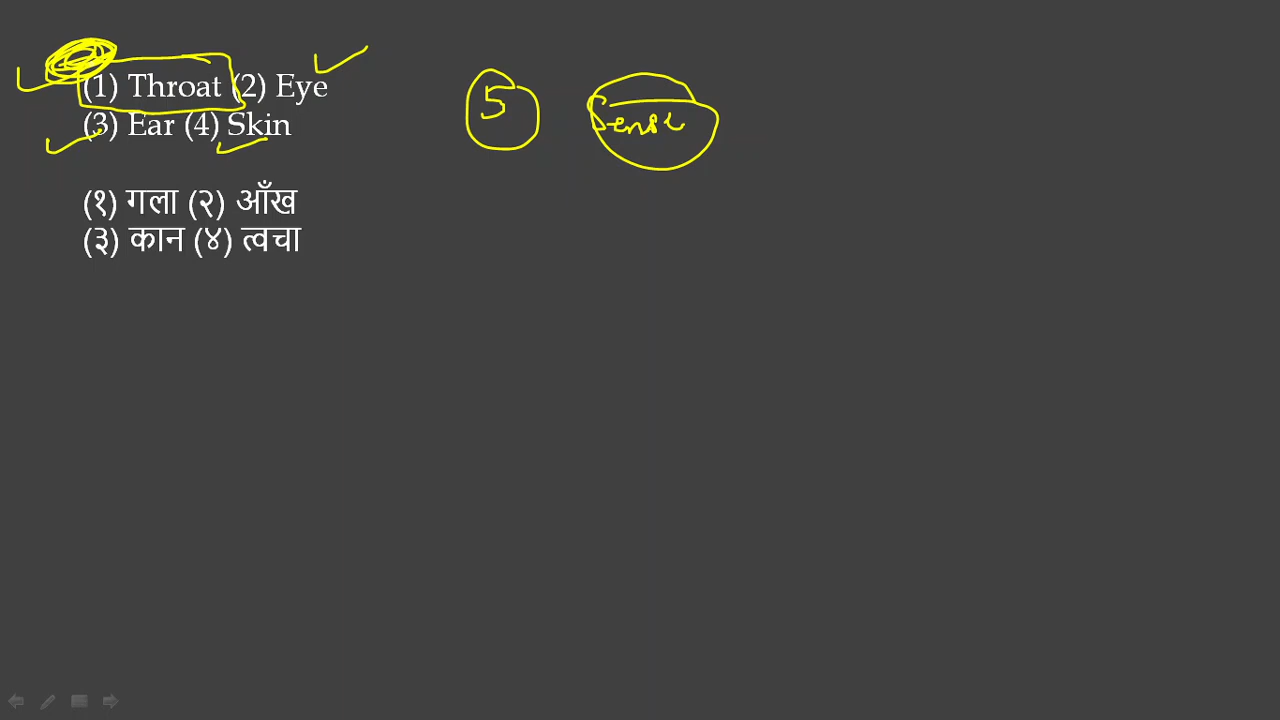 (1) Throat (2) Eye
(3) Ear (4) Skin
5 Sense
(१) गला (२) आँख
(३) कान (४) त्वचा